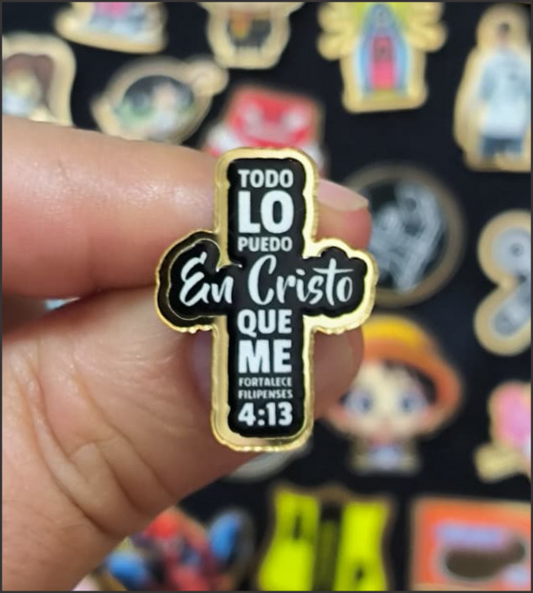 TODO
LO
PUEDO
En Cristo
QUE
ME
FORTALECE
FILIPENSES
4:13